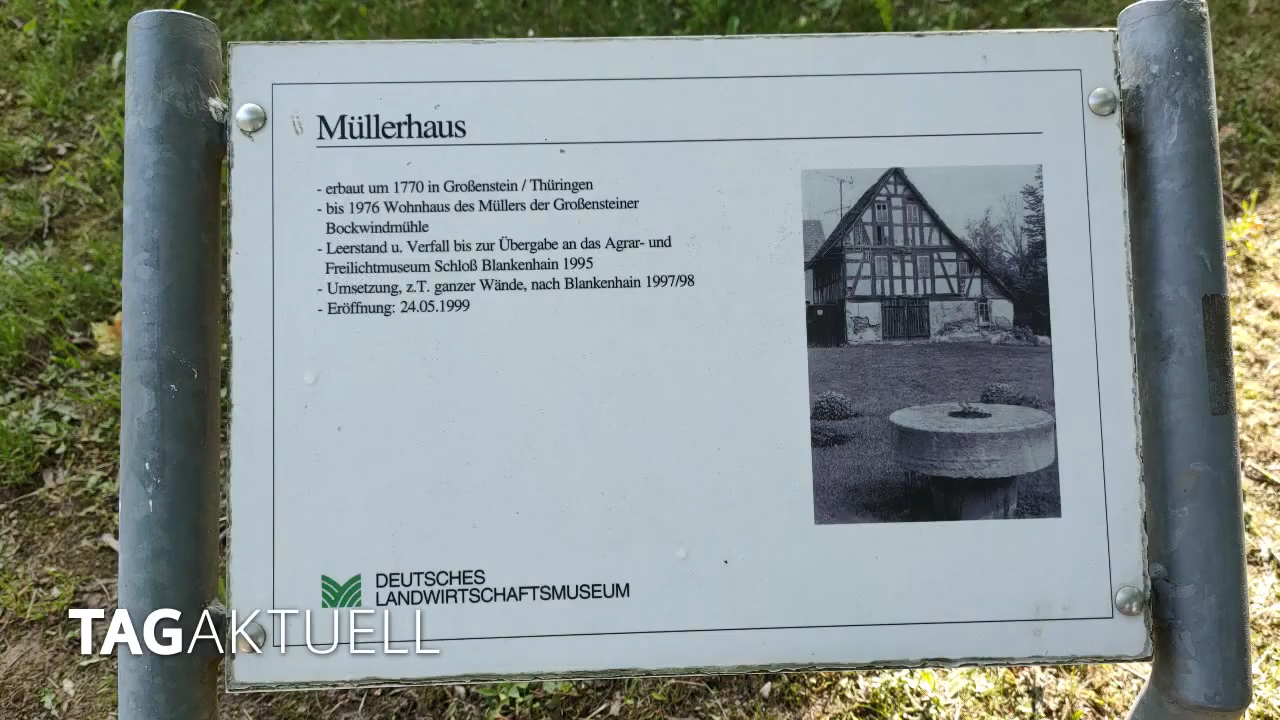 Müllerhaus
- erbaut um 1770 in Großenstein / Thüringen
- bis 1976 Wohnhaus des Müllers der Großensteiner
Bockwindmühle
- Leerstand u. Verfall bis zur Übergabe an das Agrar- und
Freilichtmuseum Schloß Blankenhain 1995
- Umsetzung, z.T. ganzer Wände, nach Blankenhain 1997/98
- Eröffnung: 24.05.1999
DEUTSCHES
LANDWIRTSCHAFTSMUSEUM
TAGAKTUELL